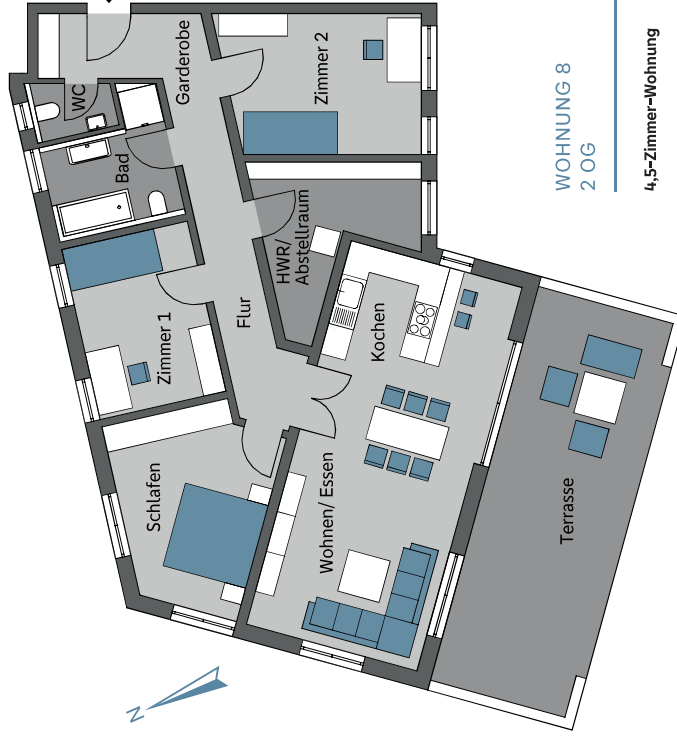 WOHNUNG 8
2 OG
4,5-Zimmer-Wohnung
WC
Garderobe
Zimmer 2
Bad
Zimmer 1
Flur
HWR/
Abstellraum
Kochen
Schlafen
Wohnen/ Essen
Terrasse
N